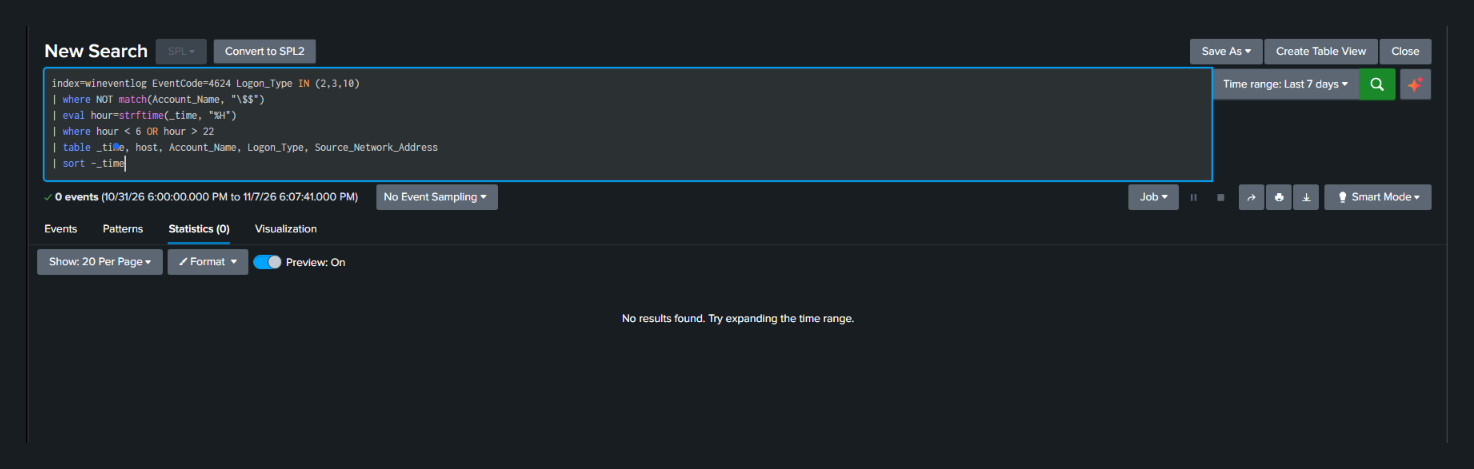 New Search SPL Convert to SPL2 Save As Create Table View Close
index=wineventlog EventCode=4624 Logon_Type IN (2,3,10)
| where NOT match(Account_Name, "\$$")
| eval hour=strftime(_time, "%H")
| where hour < 6 OR hour > 22
| table _time, host, Account_Name, Logon_Type, Source_Network_Address
| sort -_time
Time range: Last 7 days
✓ 0 events (10/31/26 6:00:00.000 PM to 11/7/26 6:07:41.000 PM) No Event Sampling Job Smart Mode
Events Patterns Statistics (0) Visualization
Show: 20 Per Page Format Preview: On
No results found. Try expanding the time range.